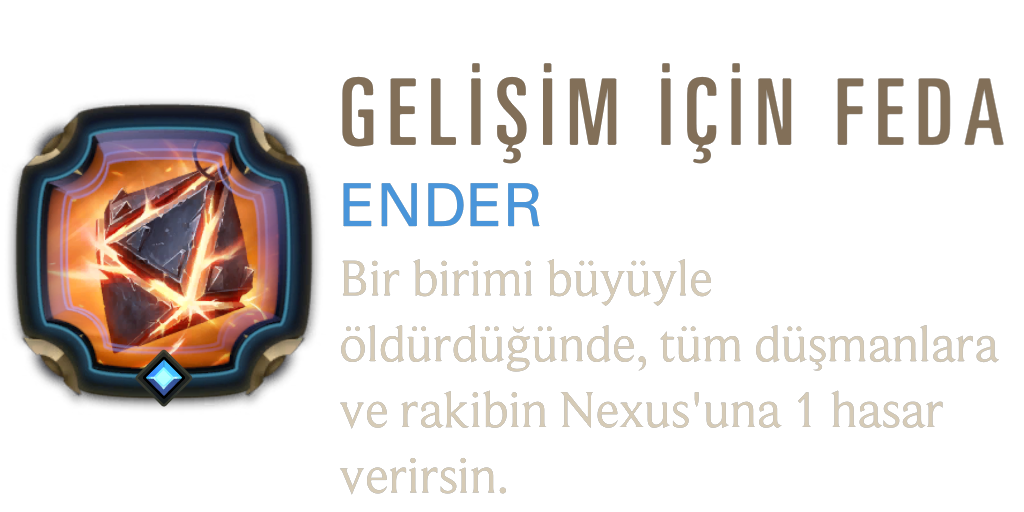 GELİŞİM İÇİN FEDA
ENDER
Bir birimi büyüyle
öldürdüğünde, tüm düşmanlara
ve rakibin Nexus'una 1 hasar
verirsin.